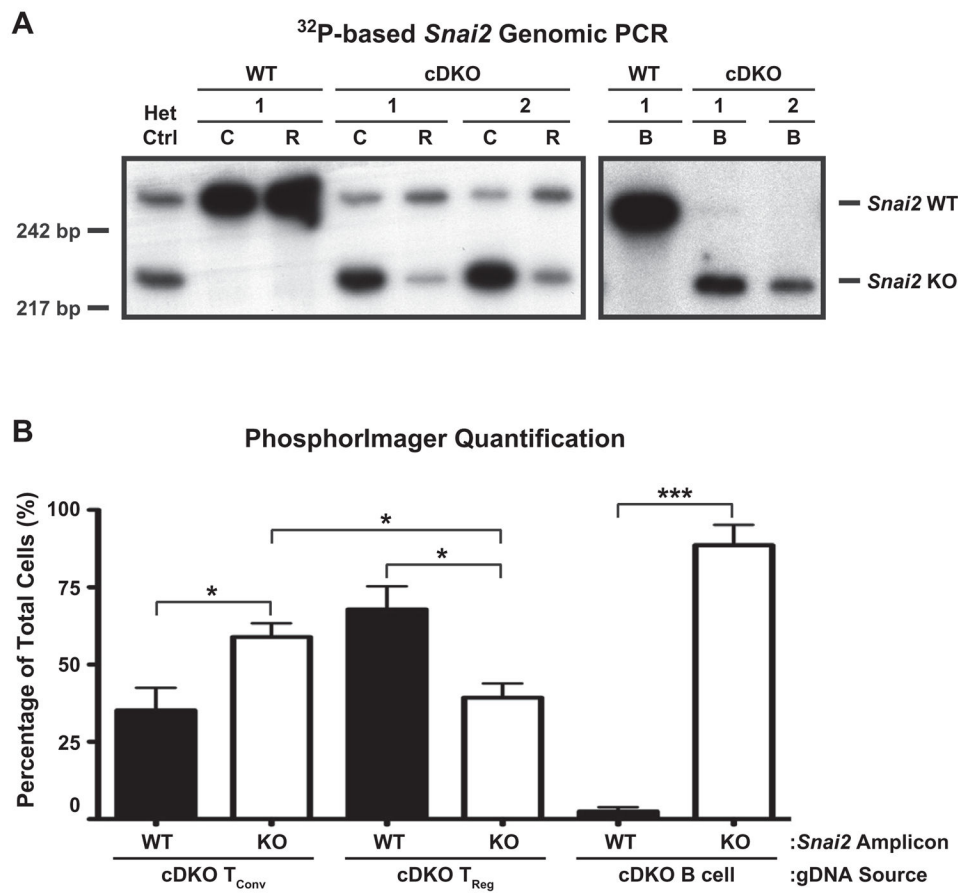 A
32P-based Snai2 Genomic PCR
WT cDKO WT cDKO
1 1 2 1 1 2
Het Ctrl C R C R C R B B B
Snai2 WT
242 bp
Snai2 KO
217 bp
B
PhosphorImager Quantification
Percentage of Total Cells (%)
100
75
50
25
0
*
*
*
***
WT KO WT KO WT KO :Snai2 Amplicon
cDKO TConv cDKO TReg cDKO B cell :gDNA Source